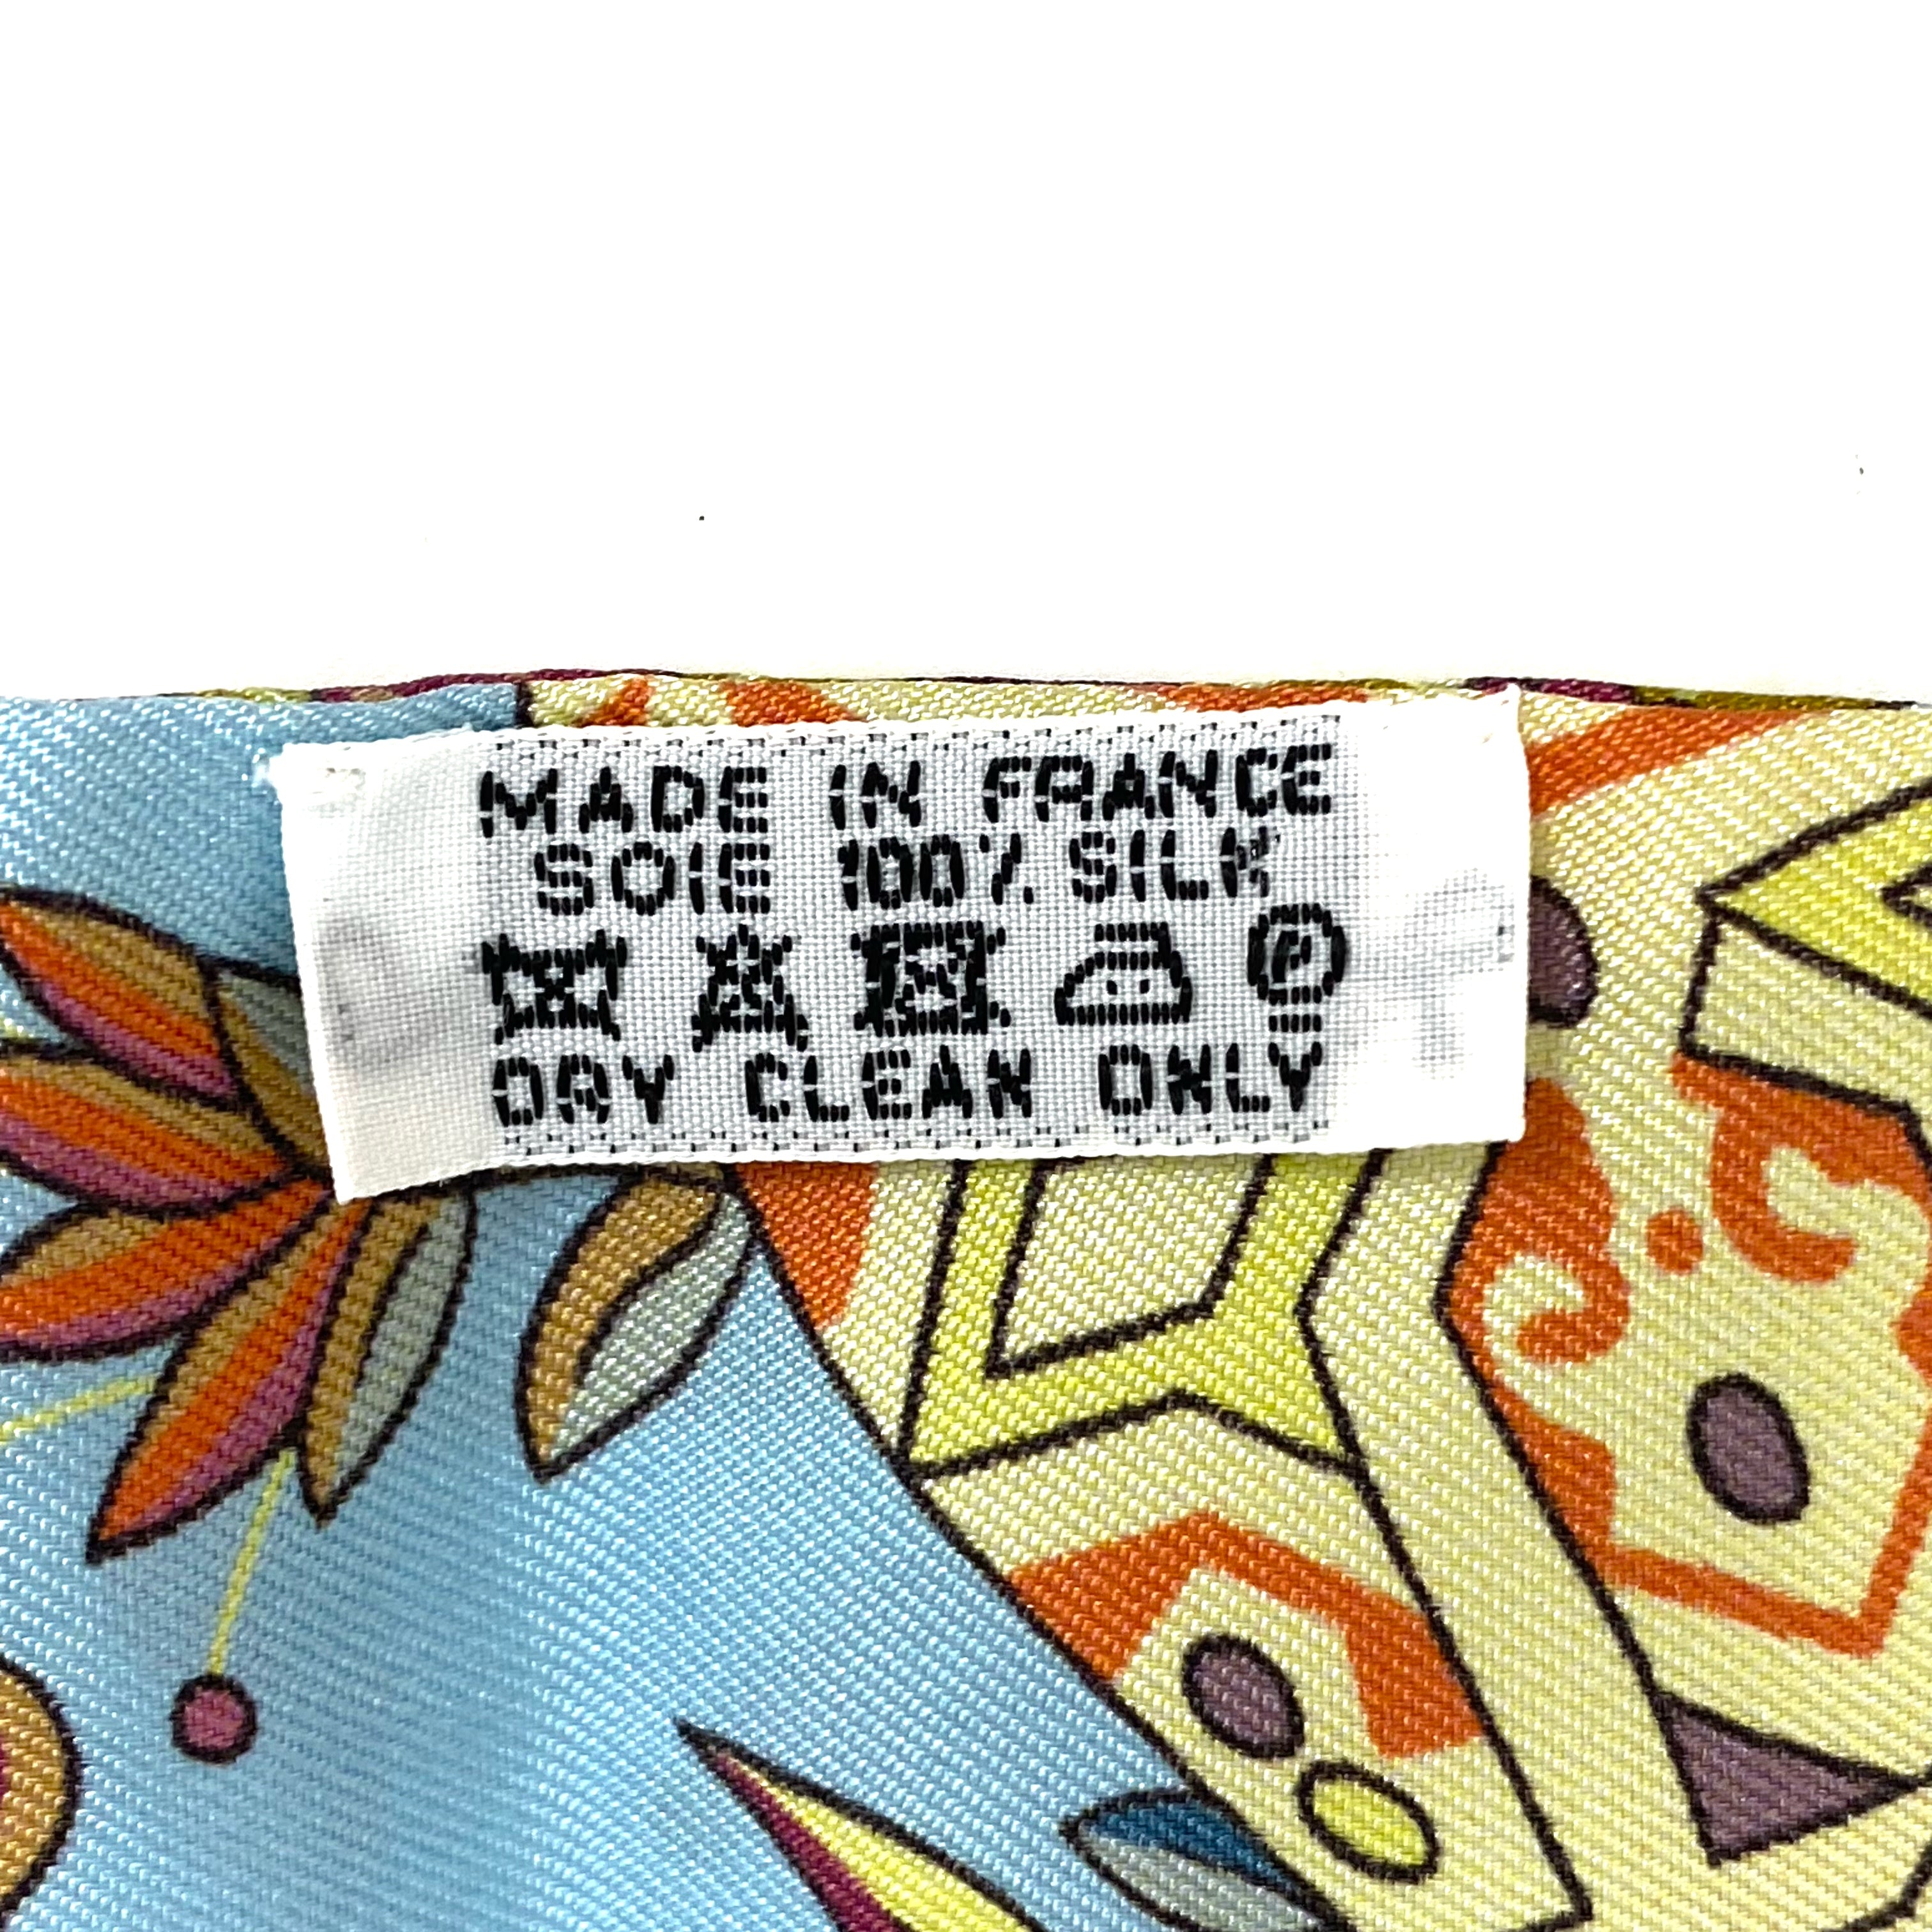 MADE IN FRANCE
SOIE 100% SILK
P
DRY CLEAN ONLY